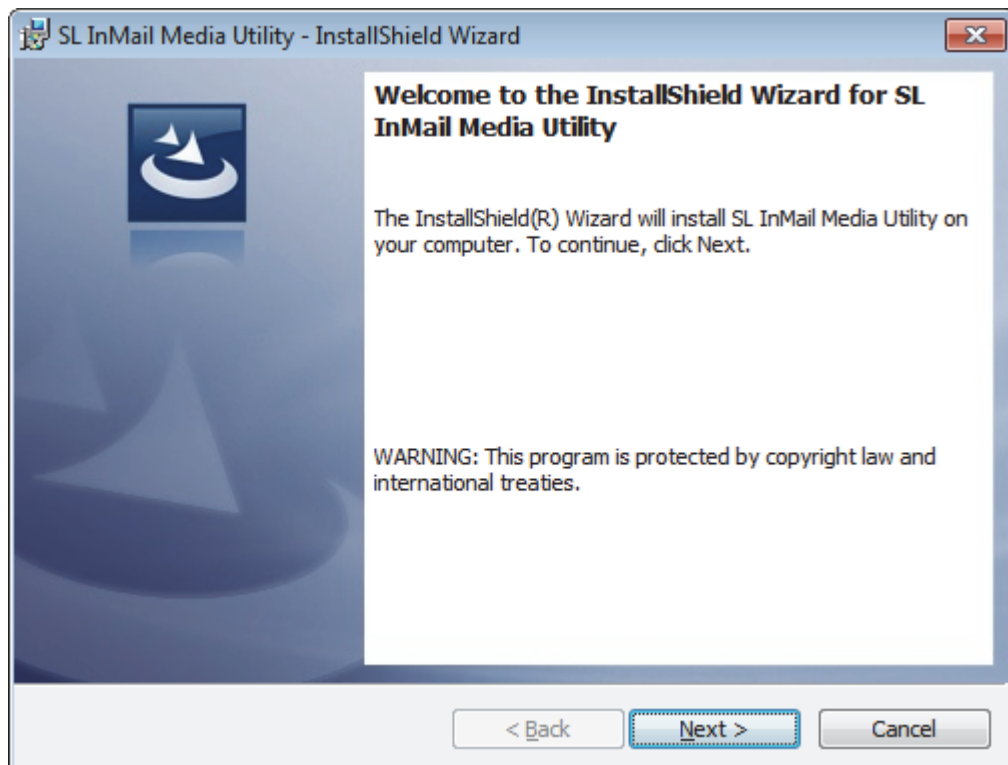 SL InMail Media Utility - InstallShield Wizard
Welcome to the InstallShield Wizard for SL
InMail Media Utility
The InstallShield(R) Wizard will install SL InMail Media Utility on
your computer. To continue, click Next.
WARNING: This program is protected by copyright law and
international treaties.
< Back
Next >
Cancel